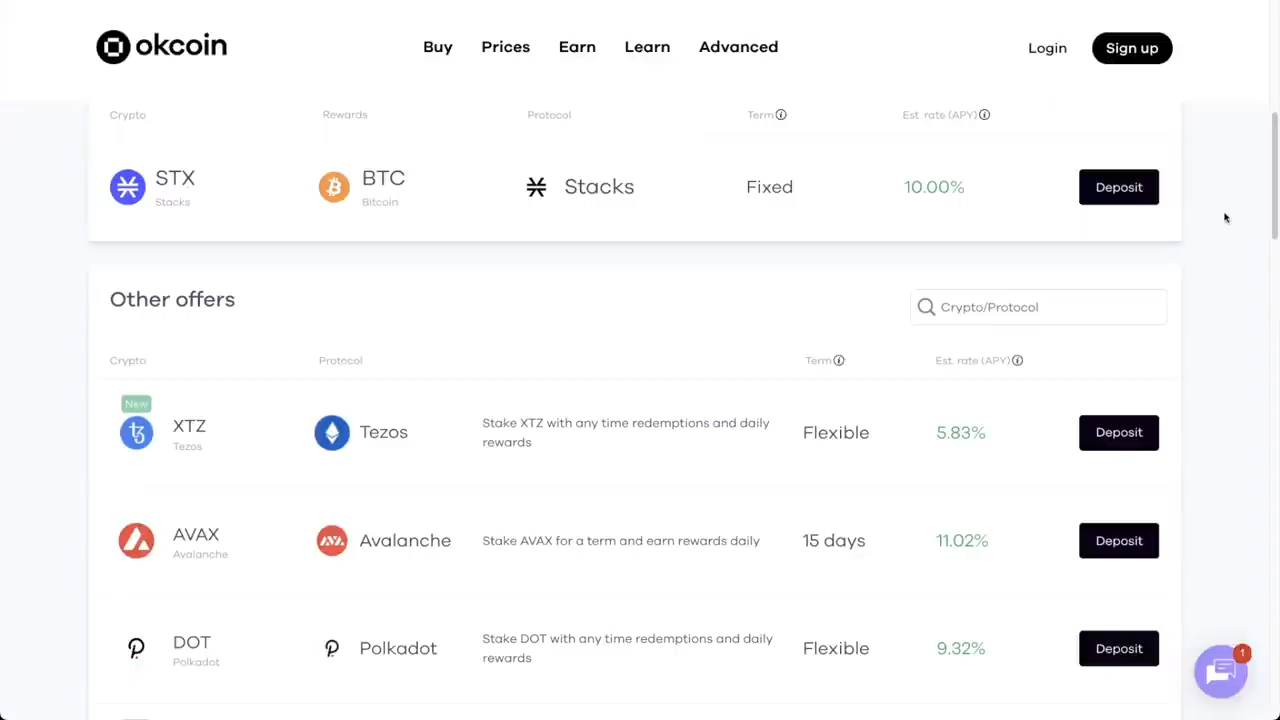 okcoin
Buy Prices Earn Learn Advanced
Login Sign up
Crypto Rewards Protocol Term Est. rate (APY)
STX BTC Stacks Fixed 10.00% Deposit
Stacks Bitcoin
Other offers
Crypto/Protocol
Crypto Protocol Term Est. rate (APY)
New
XTZ Tezos Stake XTZ with any time redemptions and daily Flexible 5.83% Deposit
Tezos rewards
AVAX Avalanche Stake AVAX for a term and earn rewards daily 15 days 11.02% Deposit
Avalanche
DOT Polkadot Stake DOT with any time redemptions and daily Flexible 9.32% Deposit
Polkadot rewards
1